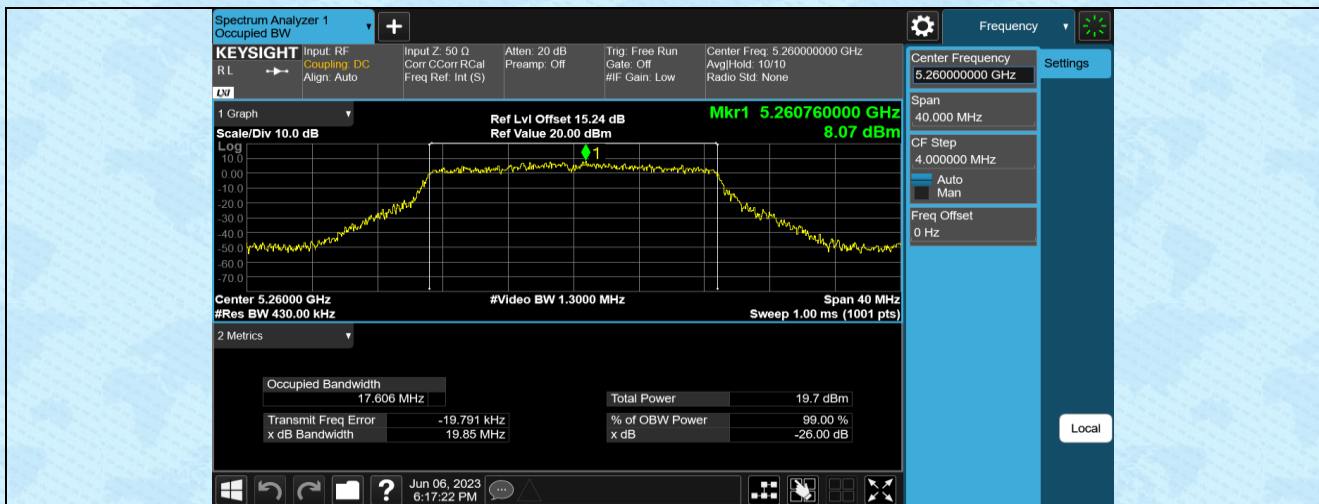 Spectrum Analyzer 1
Occupied BW
+
Frequency
KEYSIGHT
R L
LXI
Input: RF
Coupling: DC
Align: Auto
Input Z: 50 Ω
Corr CCorr RCal
Freq Ref: Int (S)
Atten: 20 dB
Preamp: Off
Trig: Free Run
Gate: Off
#IF Gain: Low
Center Freq: 5.260000000 GHz
Avg|Hold: 10/10
Radio Std: None
Center Frequency
5.260000000 GHz
Settings
Span
40.000 MHz
CF Step
4.000000 MHz
Auto
Man
Freq Offset
0 Hz
Local
1 Graph
Scale/Div 10.0 dB
Ref Lvl Offset 15.24 dB
Ref Value 20.00 dBm
Mkr1 5.260760000 GHz
8.07 dBm
Log
10.0
0.00
-10.0
-20.0
-30.0
-40.0
-50.0
-60.0
-70.0
1
Center 5.26000 GHz
#Res BW 430.00 kHz
#Video BW 1.3000 MHz
Span 40 MHz
Sweep 1.00 ms (1001 pts)
2 Metrics
Occupied Bandwidth
17.606 MHz
Total Power 19.7 dBm
Transmit Freq Error -19.791 kHz
% of OBW Power 99.00 %
x dB Bandwidth 19.85 MHz
x dB -26.00 dB
?
Jun 06, 2023
6:17:22 PM